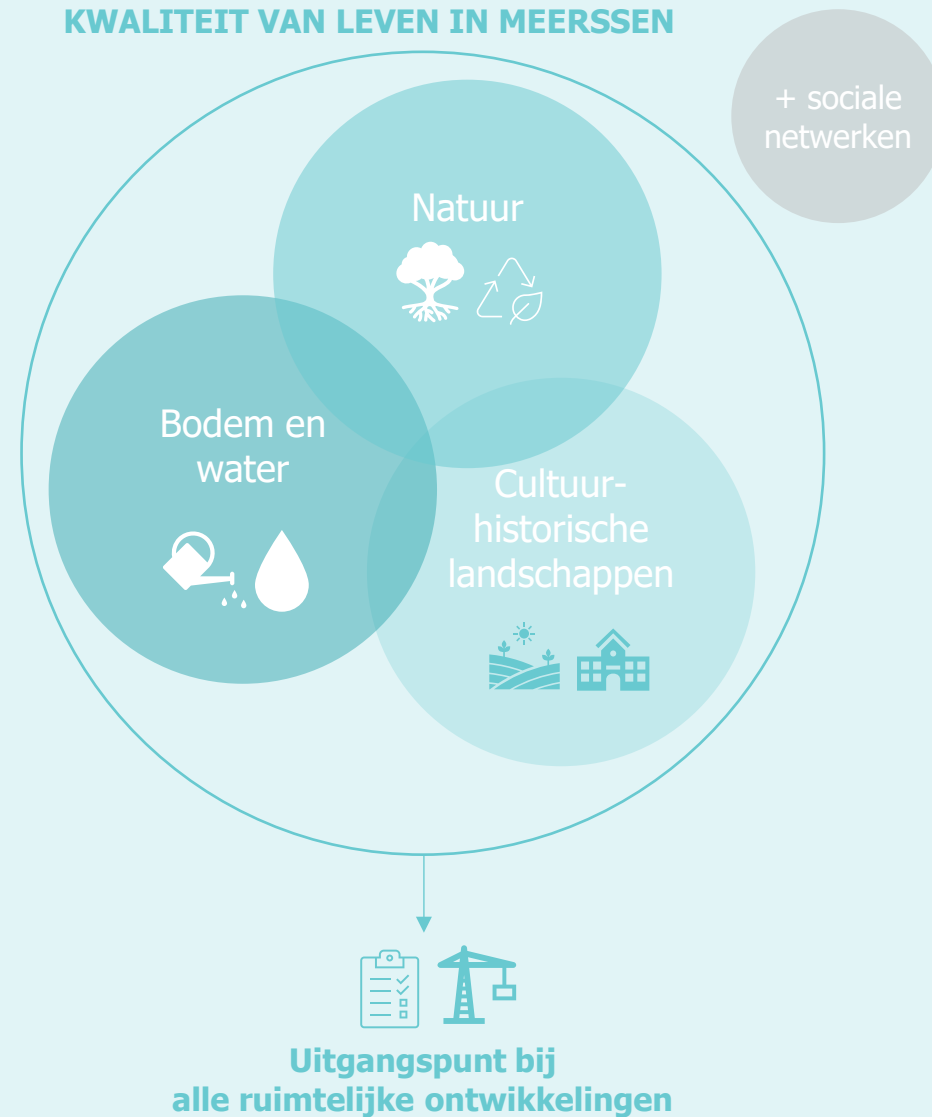 KWALITEIT VAN LEVEN IN MEERSSEN
+ sociale
netwerken
Natuur
Bodem en
water
Cultuur-
historische
landschappen
Uitgangspunt bij
alle ruimtelijke ontwikkelingen